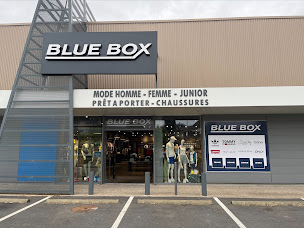 BLUE BOX
MODE HOMME - FEMME - JUNIOR
PRÊT A PORTER - CHAUSSURES
BLUE BOX
BLUE BOX